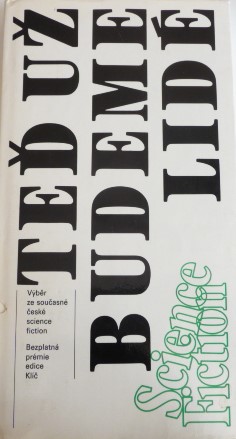 TEĎ UŽ
BUDEME
LIDÉ
Výběr
ze současné
české
science
fiction
Bezplatná
prémie
edice
Klíč
Science
Fiction